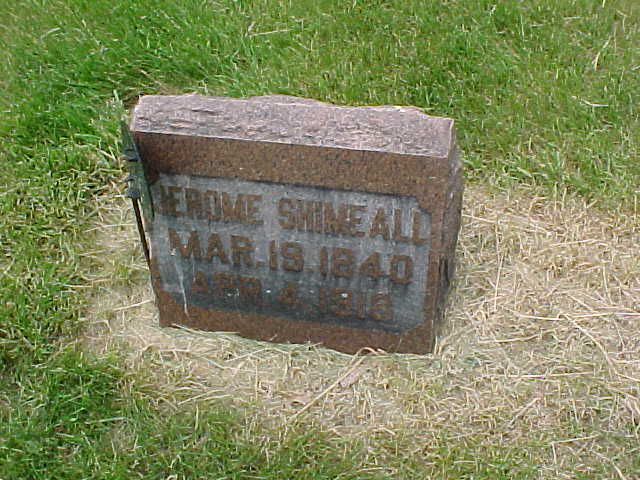 JEROME SHIMEALL
MAR. 19. 1840
APR. 4. 1916